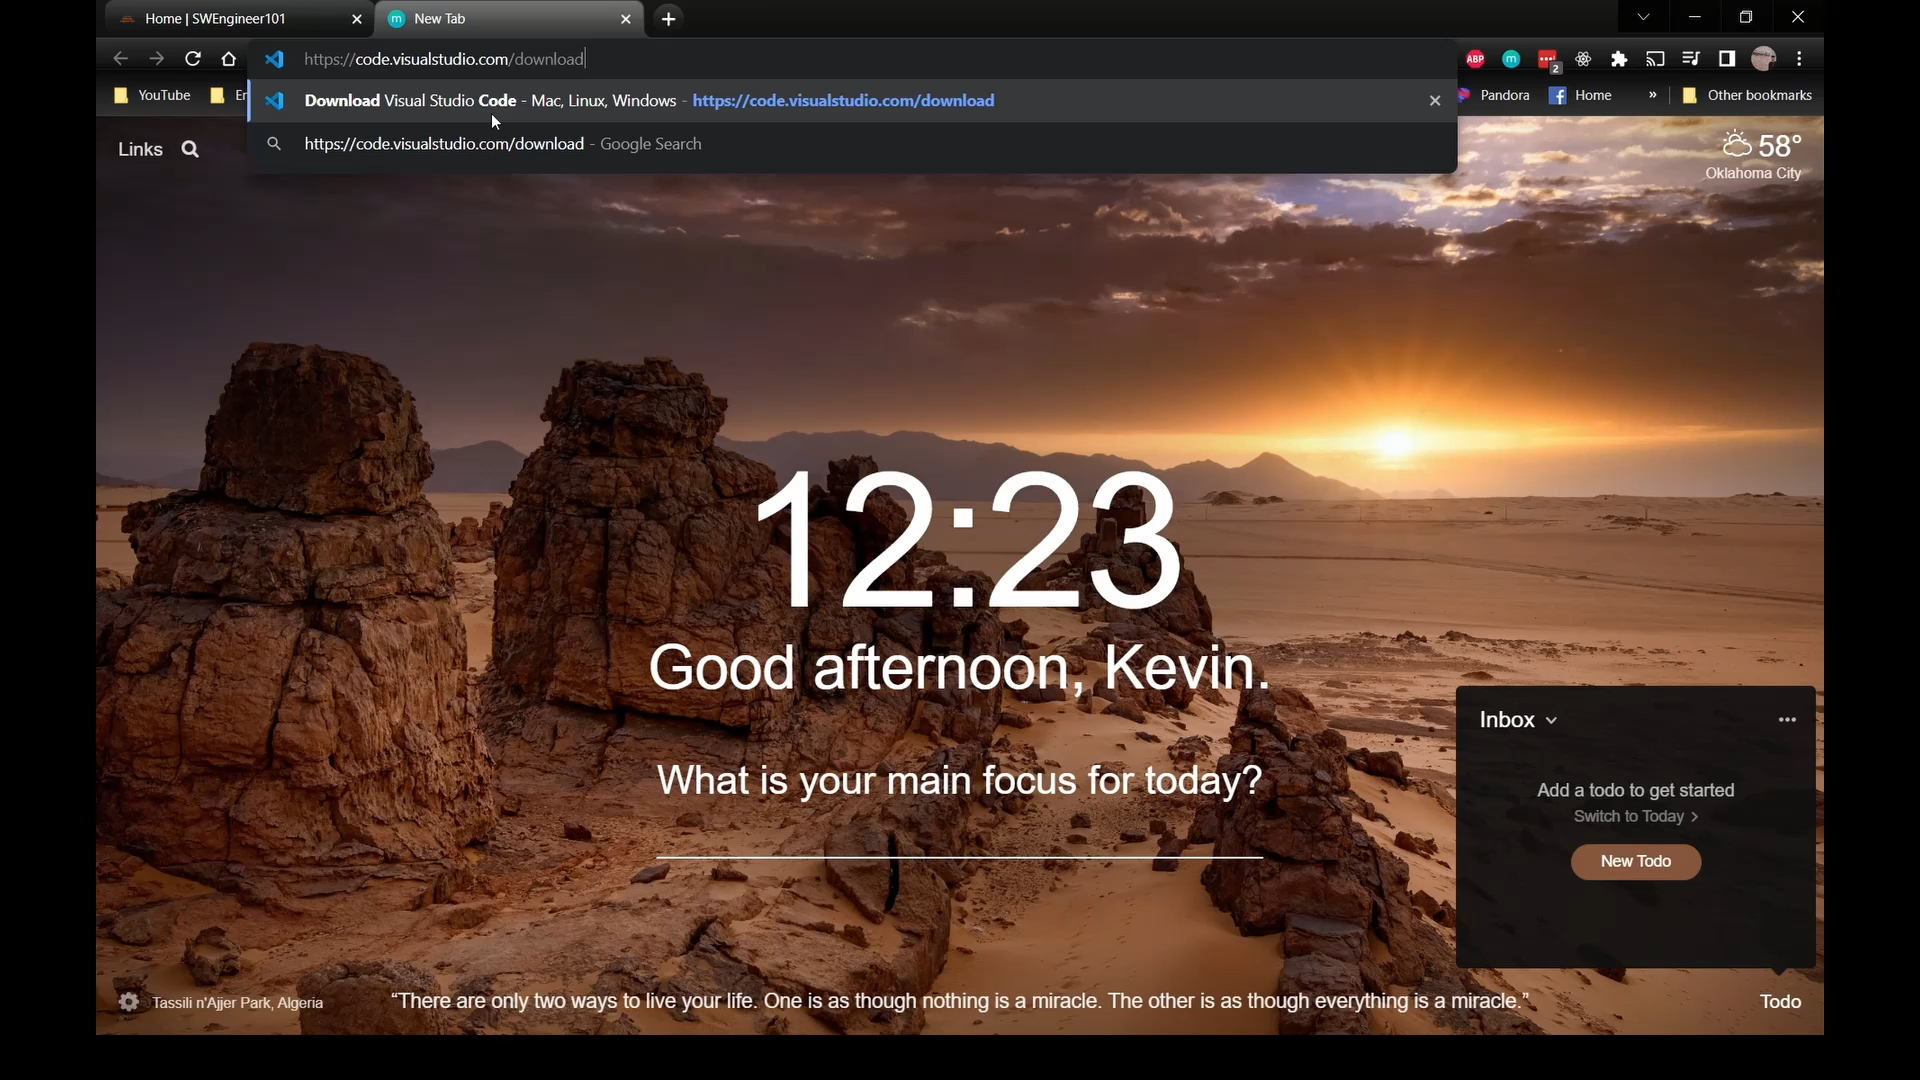 Home | SWEngineer101
New Tab
https://code.visualstudio.com/download
Download Visual Studio Code - Mac, Linux, Windows - https://code.visualstudio.com/download
https://code.visualstudio.com/download - Google Search
ABP
m
2
YouTube
En
Pandora
Home
»
Other bookmarks
Links
58°
Oklahoma City
12:23
Good afternoon, Kevin.
What is your main focus for today?
Inbox
Add a todo to get started
Switch to Today
New Todo
Tassili n'Ajjer Park, Algeria
“There are only two ways to live your life. One is as though nothing is a miracle. The other is as though everything is a miracle.”
Todo